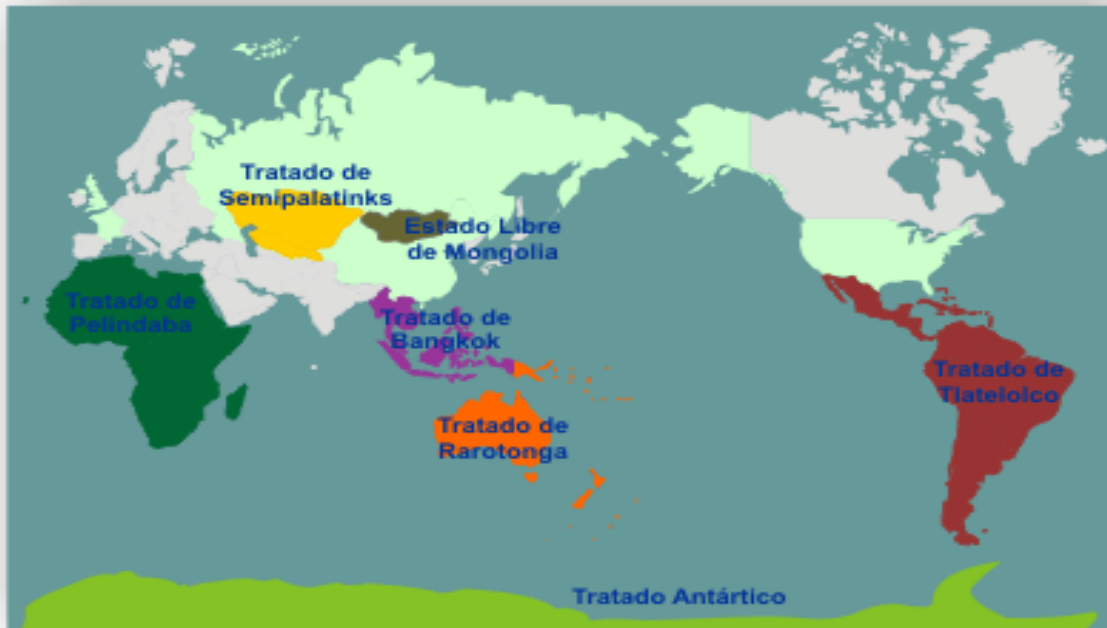 Tratado de
Semipalatinks
Estado Libre
de Mongolia
Tratado de
Pelindaba
Tratado de
Bangkok
Tratado de
Tlatelolco
Tratado de
Rarotonga
Tratado Antártico